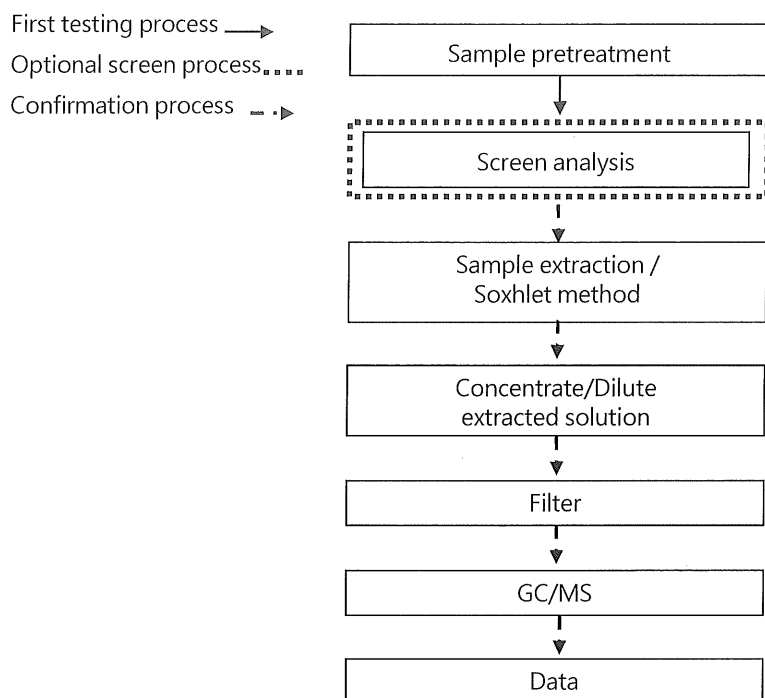 First testing process
Optional screen process
Confirmation process
Sample pretreatment
Screen analysis
Sample extraction /
Soxhlet method
Concentrate/Dilute
extracted solution
Filter
GC/MS
Data